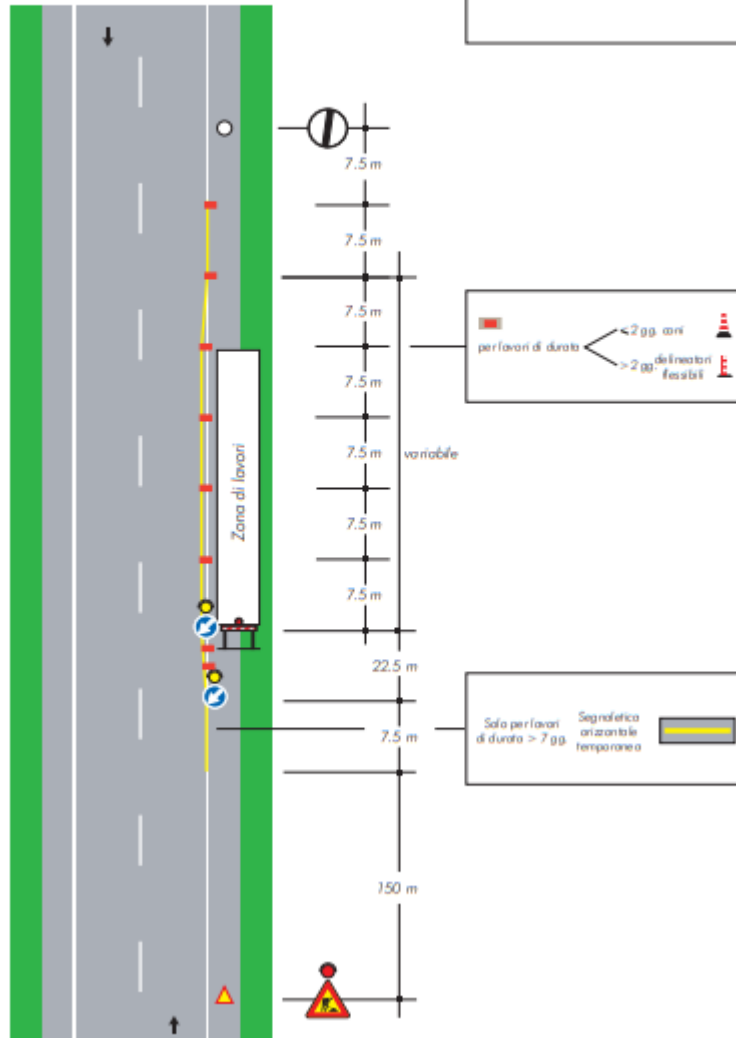 7.5 m
7.5 m
7.5 m
7.5 m
7.5 m
7.5 m
7.5 m
variabile
22.5 m
7.5 m
150 m
Zona di lavori
per lavori di durata
<2 gg. coni
>2 gg. delineatori
flessibili
Solo per lavori
di durata > 7 gg.
Segnaletica
orizzontale
temporanea